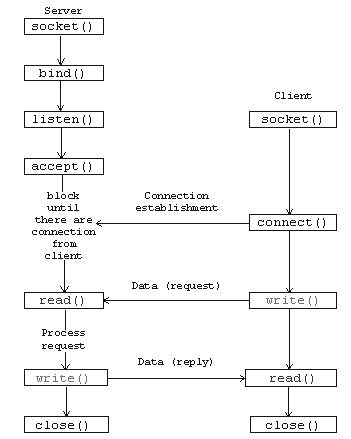 Server
socket()
bind()
Client
listen()
socket()
accept()
block
until
there are
connection
from
client
Connection
establishment
connect()
Data (request)
read()
write()
Process
request
Data (reply)
write()
read()
close()
close()